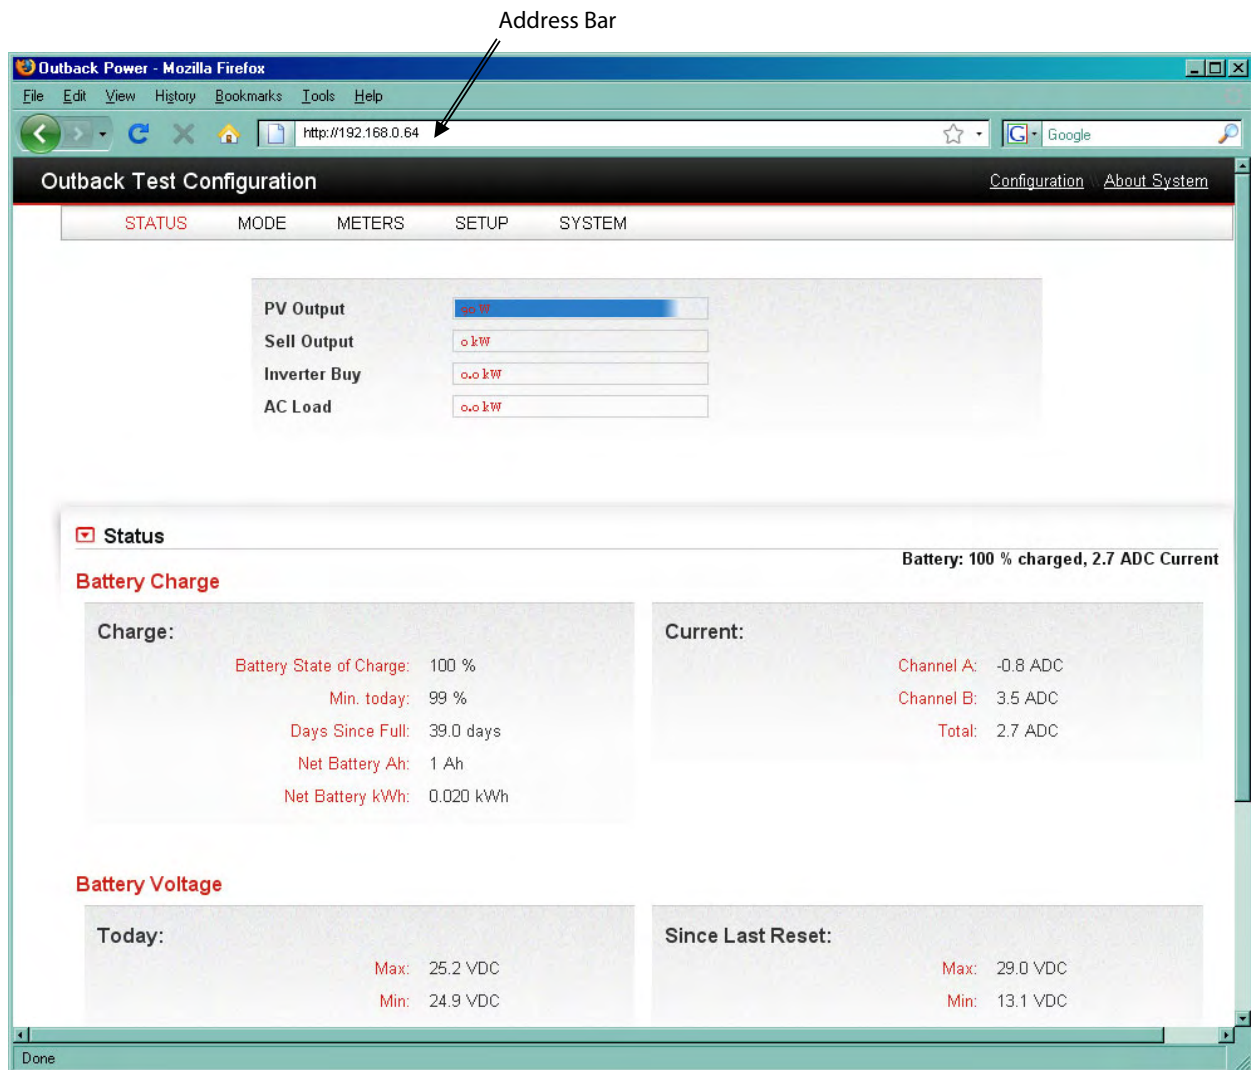 Address Bar
Outback Power - Mozilla Firefox
File Edit View History Bookmarks Tools Help
http://192.168.0.64
G Google
Outback Test Configuration
Configuration \\ About System
STATUS MODE METERS SETUP SYSTEM
PV Output 90 W
Sell Output 0 kW
Inverter Buy 0.0 kW
AC Load 0.0 kW
Status
Battery: 100 % charged, 2.7 ADC Current
Battery Charge
Charge:
Battery State of Charge: 100 %
Min. today: 99 %
Days Since Full: 39.0 days
Net Battery Ah: 1 Ah
Net Battery kWh: 0.020 kWh
Current:
Channel A: -0.8 ADC
Channel B: 3.5 ADC
Total: 2.7 ADC
Battery Voltage
Today:
Max: 25.2 VDC
Min: 24.9 VDC
Since Last Reset:
Max: 29.0 VDC
Min: 13.1 VDC
Done